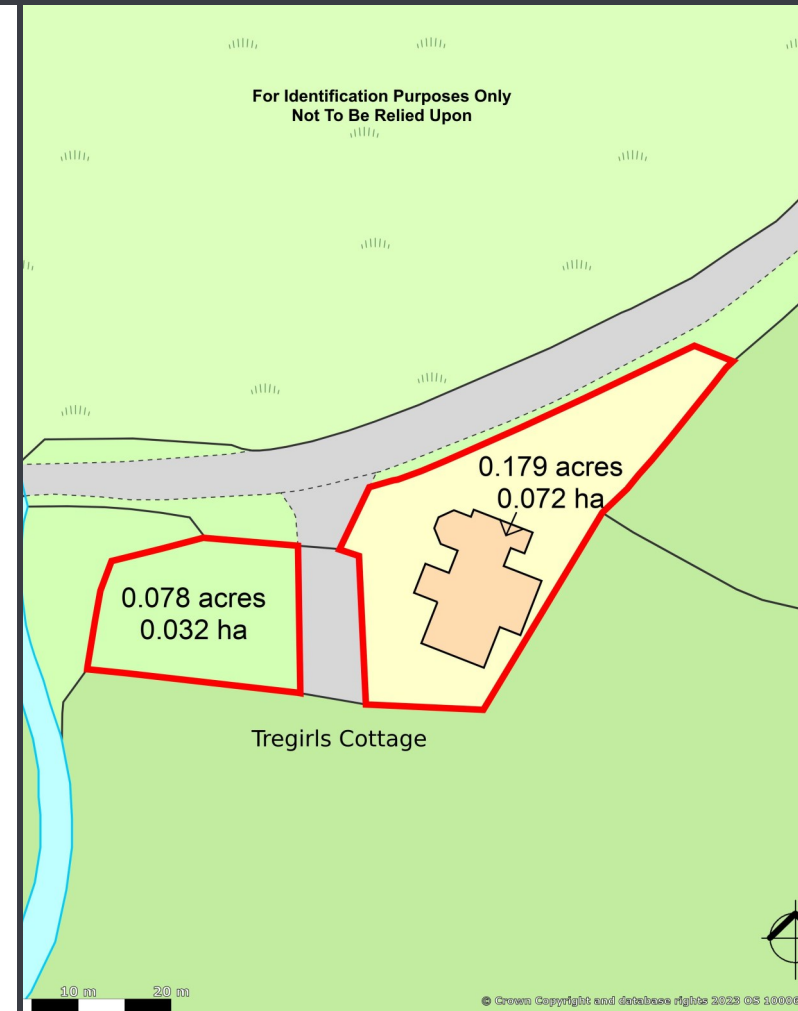 For Identification Purposes Only
Not To Be Relied Upon
0.179 acres
0.072 ha
0.078 acres
0.032 ha
Tregirls Cottage
10 m 20 m
© Crown Copyright and database rights 2023 OS 10006